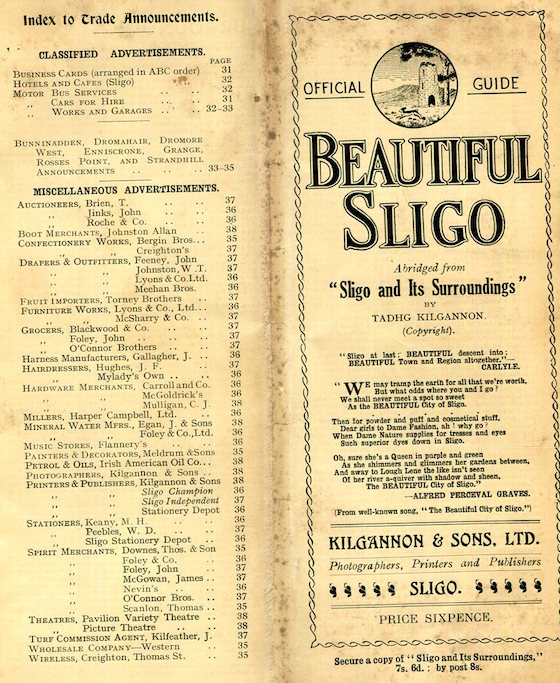 Index to Trade Announcements.
CLASSIFIED ADVERTISEMENTS.
PAGE
BUSINESS CARDS (arranged in ABC order) 31
HOTELS AND CAFES (Sligo) .. 32
MOTOR BUS SERVICES .. .. 32
,, CARS FOR HIRE .. .. 31
,, WORKS AND GARAGES .. .. 32-33
BUNNINADDEN, DROMAHAIR, DROMORE
WEST, ENNISCRONE, GRANGE,
ROSSES POINT, AND STRANDHILL
ANNOUNCEMENTS .. .. .. 33-35
MISCELLANEOUS ADVERTISEMENTS.
AUCTIONEERS, Brien, T. .. .. 37
,, Jinks, John .. .. 36
,, Roche & Co. .. .. 36
BOOT MERCHANTS, Johnston Allan 38
CONFECTIONERY WORKS, Bergin Bros... 35
,, ,, Creighton's 37
DRAPERS & OUTFITTERS, Feeney, John 37
,, ,, Johnston, W.T. 37
,, ,, Lyons & Co. Ltd. 36
,, ,, Meehan Bros. 36
FRUIT IMPORTERS, Torney Brothers .. 37
FURNITURE WORKS, Lyons & Co., Ltd... 36
,, ,, McSharry & Co. .. 38
GROCERS, Blackwood & Co. .. .. 37
,, Foley, John .. .. 37
,, O'Connor Brothers .. 37
Harness Manufacturers, Gallagher, J. .. 36
HAIRDRESSERS, Hughes, J. F. .. 37
,, Mylady's Own .. .. 36
HARDWARE MERCHANTS, Carroll and Co. 36
,, ,, McGoldrick's 36
,, ,, Mulligan, C. J. 38
MILLERS, Harper Campbell, Ltd. .. 36
MINERAL WATER MFRS., Egan, J. & Sons 38
,, ,, Foley & Co., Ltd. 36
MUSIC STORES, Flannery's .. .. 36
PAINTERS & DECORATORS, Meldrum & Sons 35
PETROL & OILS, Irish American Oil Co... 38
PHOTOGRAPHERS, Kilgannon & Sons .. 38
PRINTERS & PUBLISHERS, Kilgannon & Sons 38
,, ,, Sligo Champion 36
,, ,, Sligo Independent 37
,, ,, Stationery Depot 36
STATIONERS, Keany, M. H. .. .. 36
,, Peebles, W. D. .. 37
,, Sligo Stationery Depot .. 36
SPIRIT MERCHANTS, Downes, Thos. & Son 35
,, Foley & Co. .. 36
,, Foley, John .. 37
,, McGowan, James .. 37
,, Nevin's .. .. 36
,, O'Connor Bros. .. 37
,, Scanlon, Thomas .. 35
THEATRES, Pavilion Variety Theatre .. 38
,, Picture Theatre .. .. 38
TURF COMMISSION AGENT, Kilfeather, J. 37
WHOLESALE COMPANY—Western .. 35
WIRELESS, Creighton, Thomas St. .. 35
OFFICIAL GUIDE
BEAUTIFUL
SLIGO
Abridged from
"Sligo and Its Surroundings"
BY
TADHG KILGANNON.
(Copyright).
"Sligo at last; BEAUTIFUL descent into;
BEAUTIFUL Town and Region altogether."—
CARLYLE.
"WE may tramp the earth for all that we're worth,
But what odds where you and I go?
We shall never meet a spot so sweet
As the BEAUTIFUL City of Sligo.
Then for powder and puff and cosmetical stuff,
Dear girls to Dame Fashion, ah! why go?
When Dame Nature supplies for tresses and eyes
Such superior dyes down in Sligo.
Oh, sure she's a Queen in purple and green
As she shimmers and glimmers her gardens between,
And away to Lough Lene the like isn't seen
Of her river a-quiver with shadow and sheen,
The BEAUTIFUL City of Sligo."
—ALFRED PERCEVAL GRAVES.
(From well-known song, "The Beautiful City of Sligo.")
KILGANNON & SONS, LTD.
Photographers, Printers and Publishers
SLIGO.
PRICE SIXPENCE.
Secure a copy of "Sligo and Its Surroundings,"
7s. 6d.; by post 8s.